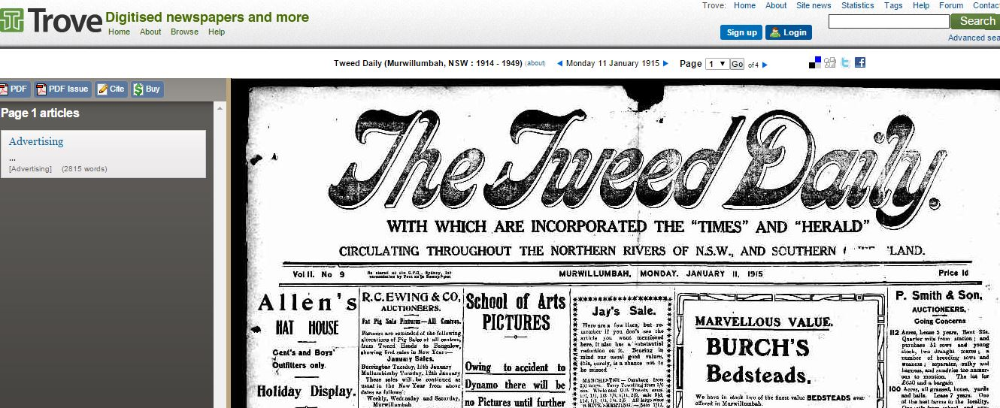 Trove Digitised newspapers and more
Home About Browse Help
Trove: Home About Site news Statistics Tags Help Forum Contac
Search
Sign up Login
Advanced sea
Tweed Daily (Murwillumbah, NSW : 1914 - 1949) (about) Monday 11 January 1915 Page 1 Go of 4
PDF PDF Issue Cite Buy
Page 1 articles
Advertising
...
[Advertising] (2815 words)
The Tweed Daily.
WITH WHICH ARE INCORPORATED THE "TIMES" AND "HERALD"
CIRCULATING THROUGHOUT THE NORTHERN RIVERS OF N.S.W., AND SOUTHERN
Vol II. No 9
MURWILLUMBAH, MONDAY. JANUARY 11, 1915
Price 1d
Allen's
HAT HOUSE
Gent's and Boys'
Outfitters only.
Holiday Display.
R.C. EWING & CO,
AUCTIONEERS.
Fat Pig Sale Fixtures—All Centres.
Farmers are reminded of the following
alterations of Pig Sales at all centres,
from Tweed Heads to Bangalow,
showing first sales in New Year:—
January Sales.
Burringbar Tuesday, 12th January
Mullumbimby Tuesday, 12th January
These sales will be continued as
usual in the New Year from above
dates as follows:
Weekly, Wednesday and Saturday,
Murwillumbah
School of Arts
PICTURES
Owing to accident to
Dynamo there will be
no Pictures until further
Jay's Sale.
Here are a few lines, but re-
member if you don't see the
article you want mentioned
here, it also has a substantial
reduction on it. Bearing in
mind our usual good values,
this, surely, is a chance not to
be missed
MARVELLOUS VALUE.
BURCH'S
Bedsteads.
We have in stock two of the finest value BEDSTEADS ever
offered in Murwillumbah.
P. Smith & Son,
AUCTIONEERS,
Going Concerns
112 Acres, lease 5 years, Rent 22s.
Quarter mile from station; and
purchase 51 cows and young
stock, two draught mares; a
number of breeding sows and
separator, sulky and
harness, and sundries too numer-
ous to mention. The lot for
£650 and a bargain
100 Acres, all grassed, house, yards
and bails. Lease 7 years. One
of the best farms in the locality.